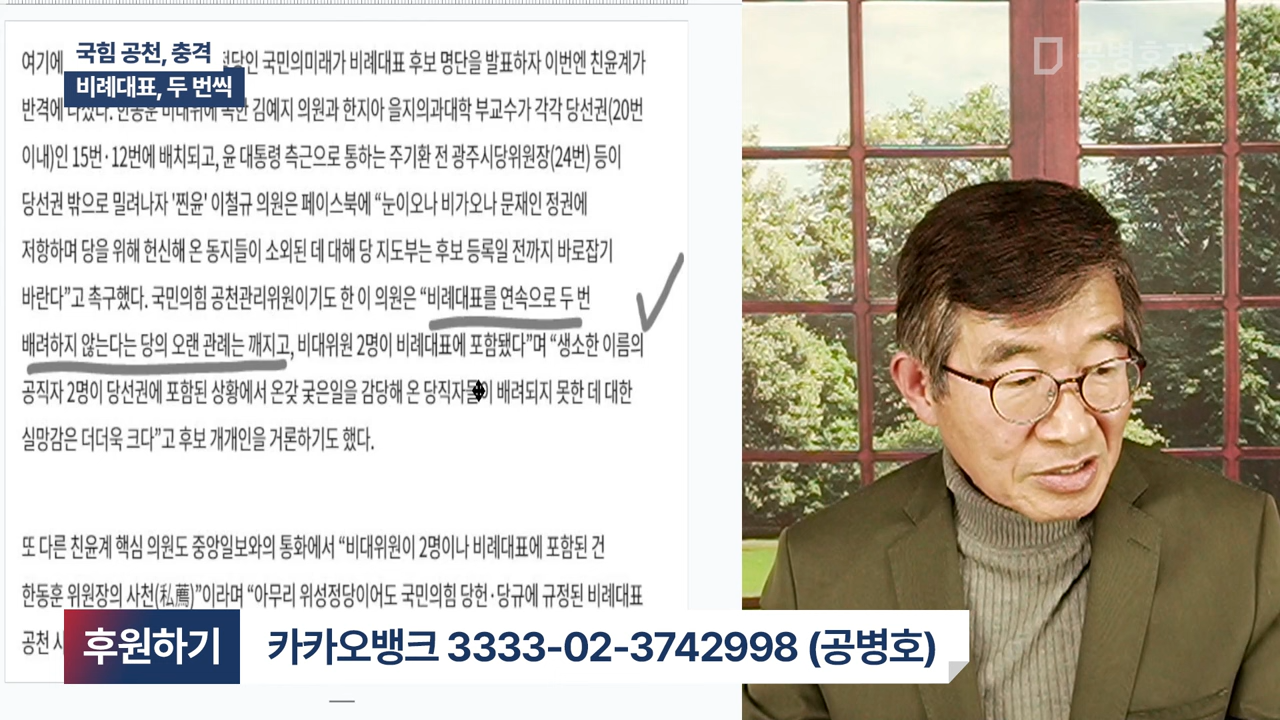 국힘 공천, 충격
비례대표, 두 번씩
공병호
여기에 국민의미래가 비례대표 후보 명단을 발표하자 이번엔 친윤계가
반격에 나섰다. 한동훈 비대위에 속한 김예지 의원과 한지아 을지의과대학 부교수가 각각 당선권(20번
이내)인 15번·12번에 배치되고, 윤 대통령 측근으로 통하는 주기환 전 광주시당위원장(24번) 등이
당선권 밖으로 밀려나자 '찐윤' 이철규 의원은 페이스북에 “눈이오나 비가오나 문재인 정권에
저항하며 당을 위해 헌신해 온 동지들이 소외된 데 대해 당 지도부는 후보 등록일 전까지 바로잡기
바란다”고 촉구했다. 국민의힘 공천관리위원이기도 한 이 의원은 “비례대표를 연속으로 두 번
배려하지 않는다는 당의 오랜 관례는 깨지고, 비대위원 2명이 비례대표에 포함됐다”며 “생소한 이름의
공직자 2명이 당선권에 포함된 상황에서 온갖 궂은일을 감당해 온 당직자들이 배려되지 못한 데 대한
실망감은 더더욱 크다”고 후보 개개인을 거론하기도 했다.
또 다른 친윤계 핵심 의원도 중앙일보와의 통화에서 “비대위원이 2명이나 비례대표에 포함된 건
한동훈 위원장의 사천(私薦)”이라며 “아무리 위성정당이어도 국민의힘 당헌·당규에 규정된 비례대표
공천
후원하기 카카오뱅크 3333-02-3742998 (공병호)